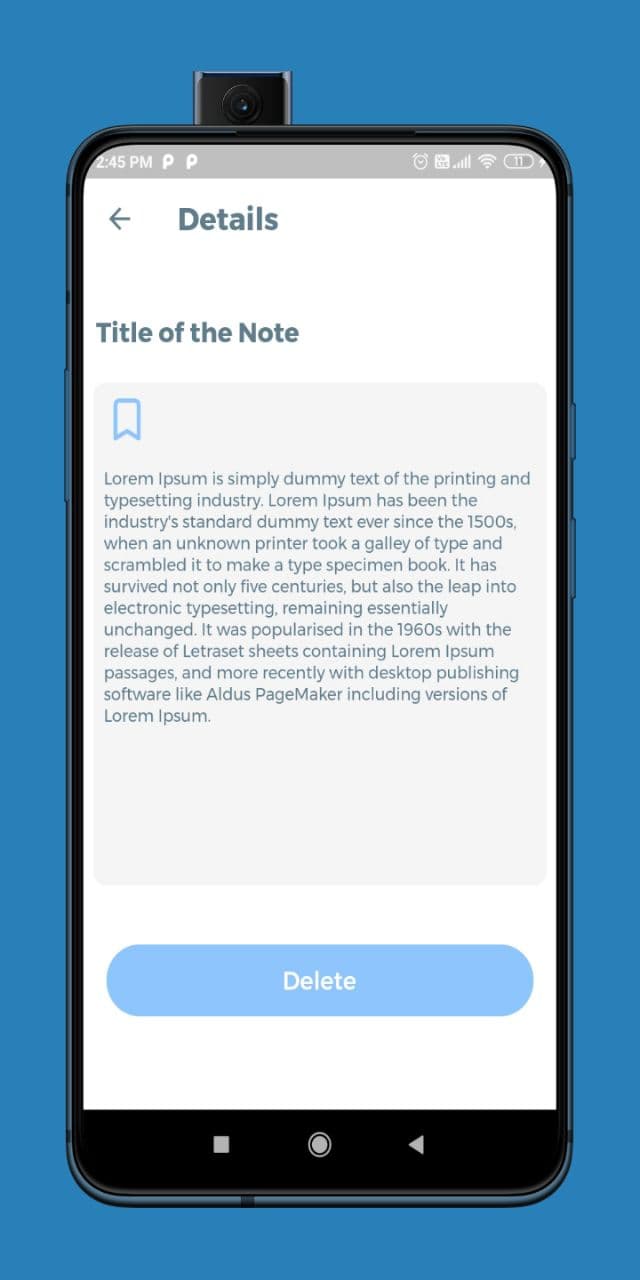 2:45 PM
11
Details
Title of the Note
Lorem Ipsum is simply dummy text of the printing and
typesetting industry. Lorem Ipsum has been the
industry's standard dummy text ever since the 1500s,
when an unknown printer took a galley of type and
scrambled it to make a type specimen book. It has
survived not only five centuries, but also the leap into
electronic typesetting, remaining essentially
unchanged. It was popularised in the 1960s with the
release of Letraset sheets containing Lorem Ipsum
passages, and more recently with desktop publishing
software like Aldus PageMaker including versions of
Lorem Ipsum.
Delete